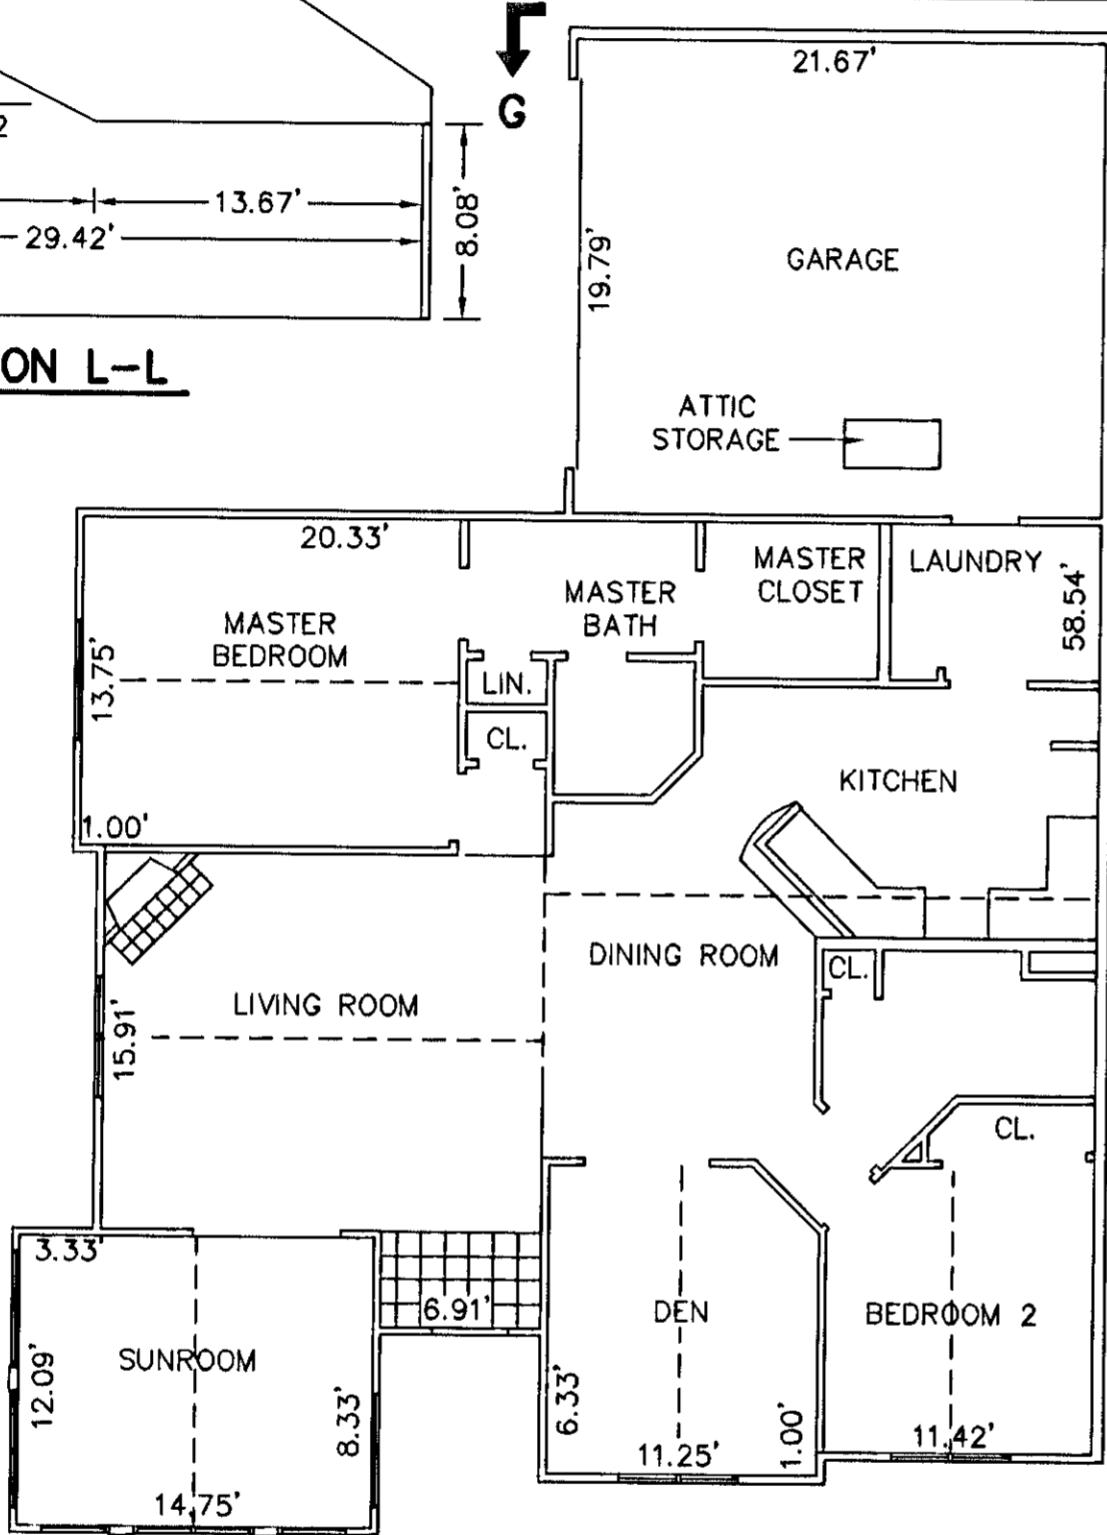 G
2
13.67'
29.42'
8.08'
ON L-L
21.67'
19.79'
GARAGE
ATTIC
STORAGE
20.33'
MASTER
BEDROOM
13.75'
MASTER
BATH
MASTER
CLOSET
LAUNDRY
58.54'
LIN.
CL.
KITCHEN
1.00'
LIVING ROOM
15.91'
DINING ROOM
CL.
CL.
3.33'
6.91'
SUNROOM
12.09'
8.33'
14.75'
DEN
6.33'
11.25'
1.00'
BEDROOM 2
11.42'